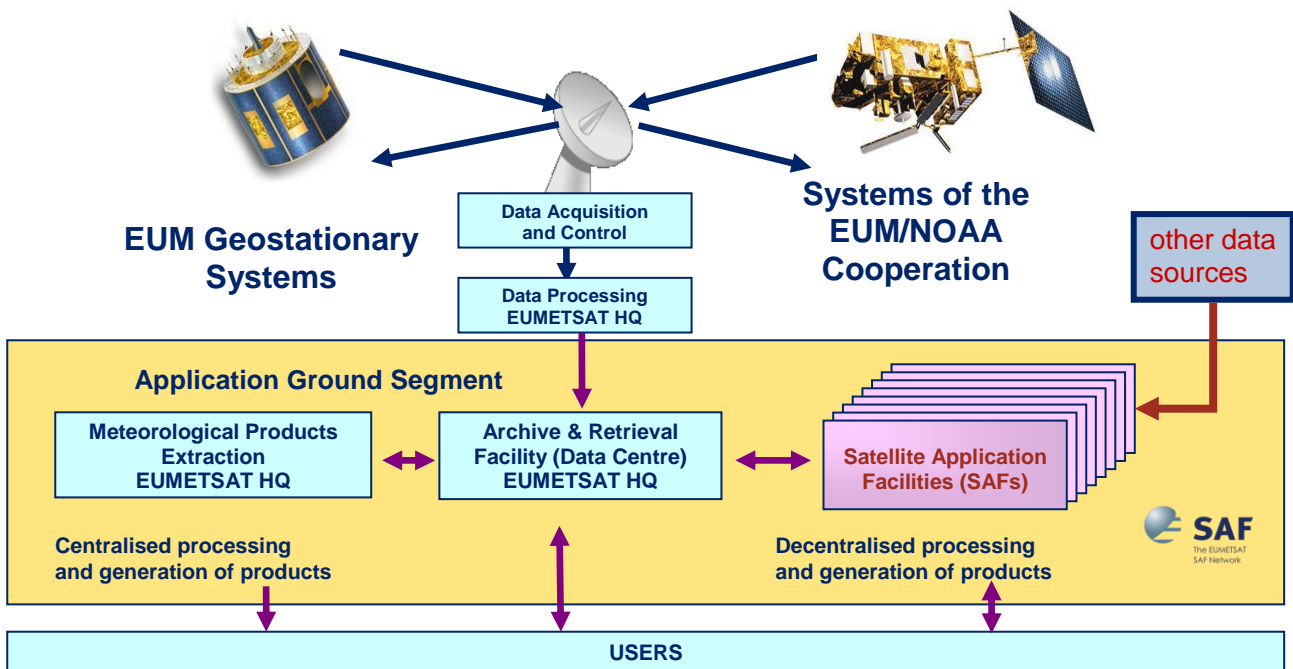 EUM Geostationary
Systems
Data Acquisition
and Control
Systems of the
EUM/NOAA
Cooperation
other data
sources
Data Processing
EUMETSAT HQ
Application Ground Segment
Meteorological Products
Extraction
EUMETSAT HQ
Archive & Retrieval
Facility (Data Centre)
EUMETSAT HQ
Satellite Application
Facilities (SAFs)
SAF
The EUMETSAT
SAF Network
Centralised processing
and generation of products
Decentralised processing
and generation of products
USERS